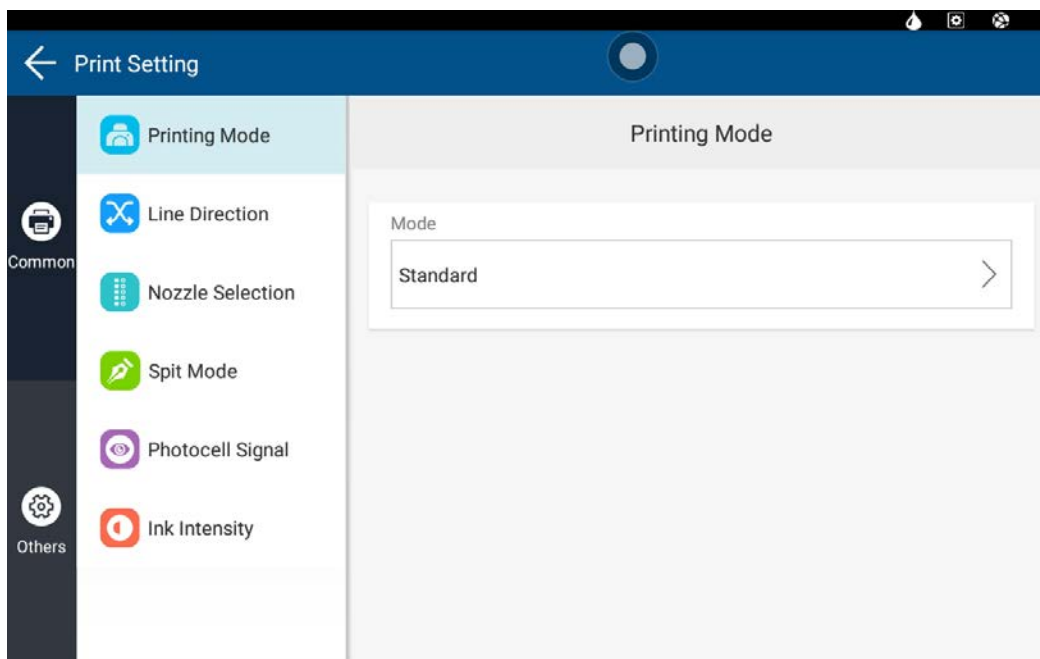 Print Setting
Common
Others
Printing Mode
Line Direction
Nozzle Selection
Spit Mode
Photocell Signal
Ink Intensity
Printing Mode
Mode
Standard